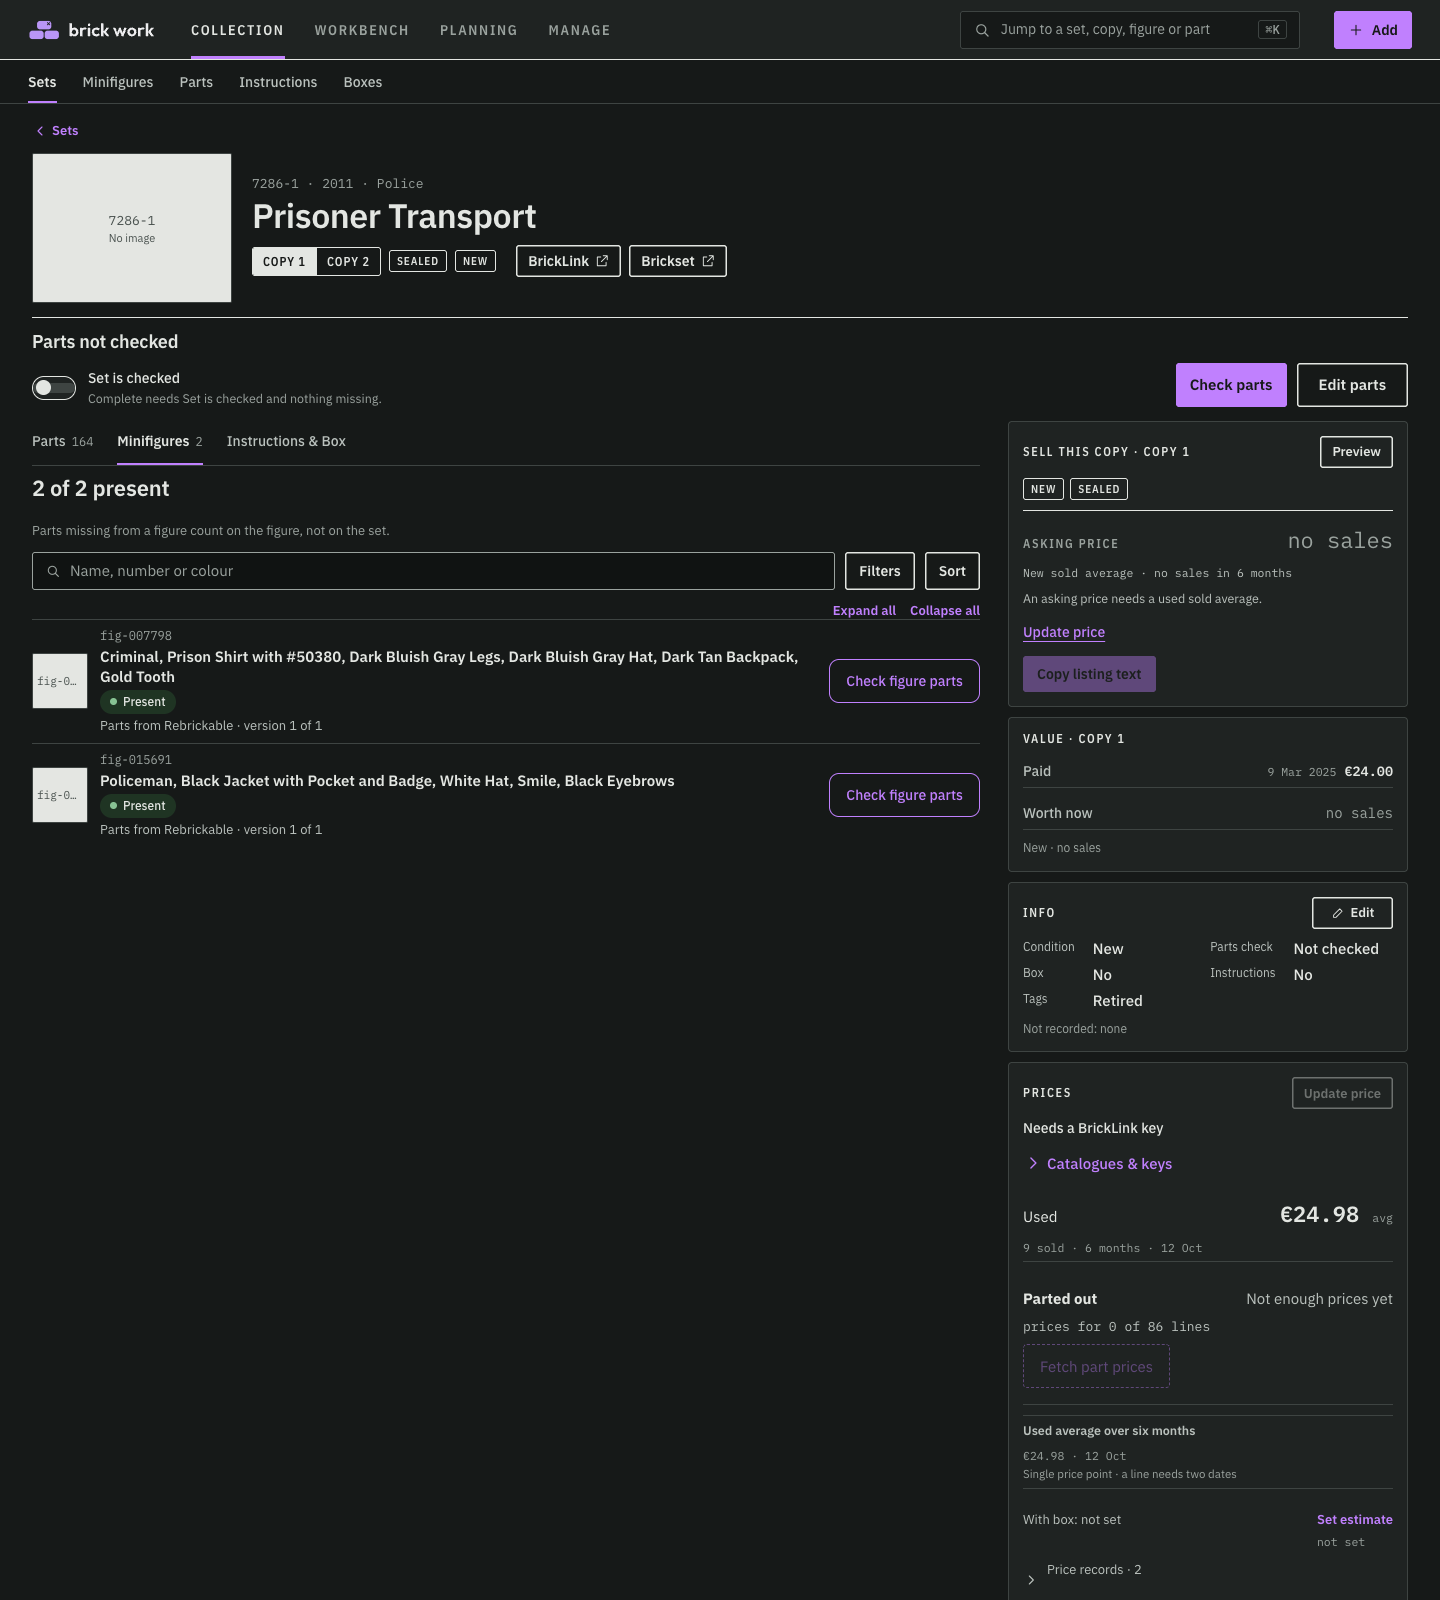 brick work
COLLECTION
WORKBENCH
PLANNING
MANAGE
Jump to a set, copy, figure or part
⌘K
Add
Sets
Minifigures
Parts
Instructions
Boxes
Sets
7286-1
No image
7286-1 · 2011 · Police
Prisoner Transport
COPY 1
COPY 2
SEALED
NEW
BrickLink
Brickset
Parts not checked
Set is checked
Complete needs Set is checked and nothing missing.
Check parts
Edit parts
Parts 164
Minifigures 2
Instructions & Box
2 of 2 present
Parts missing from a figure count on the figure, not on the set.
Name, number or colour
Filters
Sort
Expand all
Collapse all
fig-0…
fig-007798
Criminal, Prison Shirt with #50380, Dark Bluish Gray Legs, Dark Bluish Gray Hat, Dark Tan Backpack,
Gold Tooth
Present
Parts from Rebrickable · version 1 of 1
Check figure parts
fig-0…
fig-015691
Policeman, Black Jacket with Pocket and Badge, White Hat, Smile, Black Eyebrows
Present
Parts from Rebrickable · version 1 of 1
Check figure parts
SELL THIS COPY · COPY 1
Preview
NEW
SEALED
ASKING PRICE
no sales
New sold average · no sales in 6 months
An asking price needs a used sold average.
Update price
Copy listing text
VALUE · COPY 1
Paid
9 Mar 2025 €24.00
Worth now
no sales
New · no sales
INFO
Edit
Condition
New
Parts check
Not checked
Box
No
Instructions
No
Tags
Retired
Not recorded: none
PRICES
Update price
Needs a BrickLink key
Catalogues & keys
Used
€24.98 avg
9 sold · 6 months · 12 Oct
Parted out
Not enough prices yet
prices for 0 of 86 lines
Fetch part prices
Used average over six months
€24.98 · 12 Oct
Single price point · a line needs two dates
With box: not set
Set estimate
not set
Price records · 2